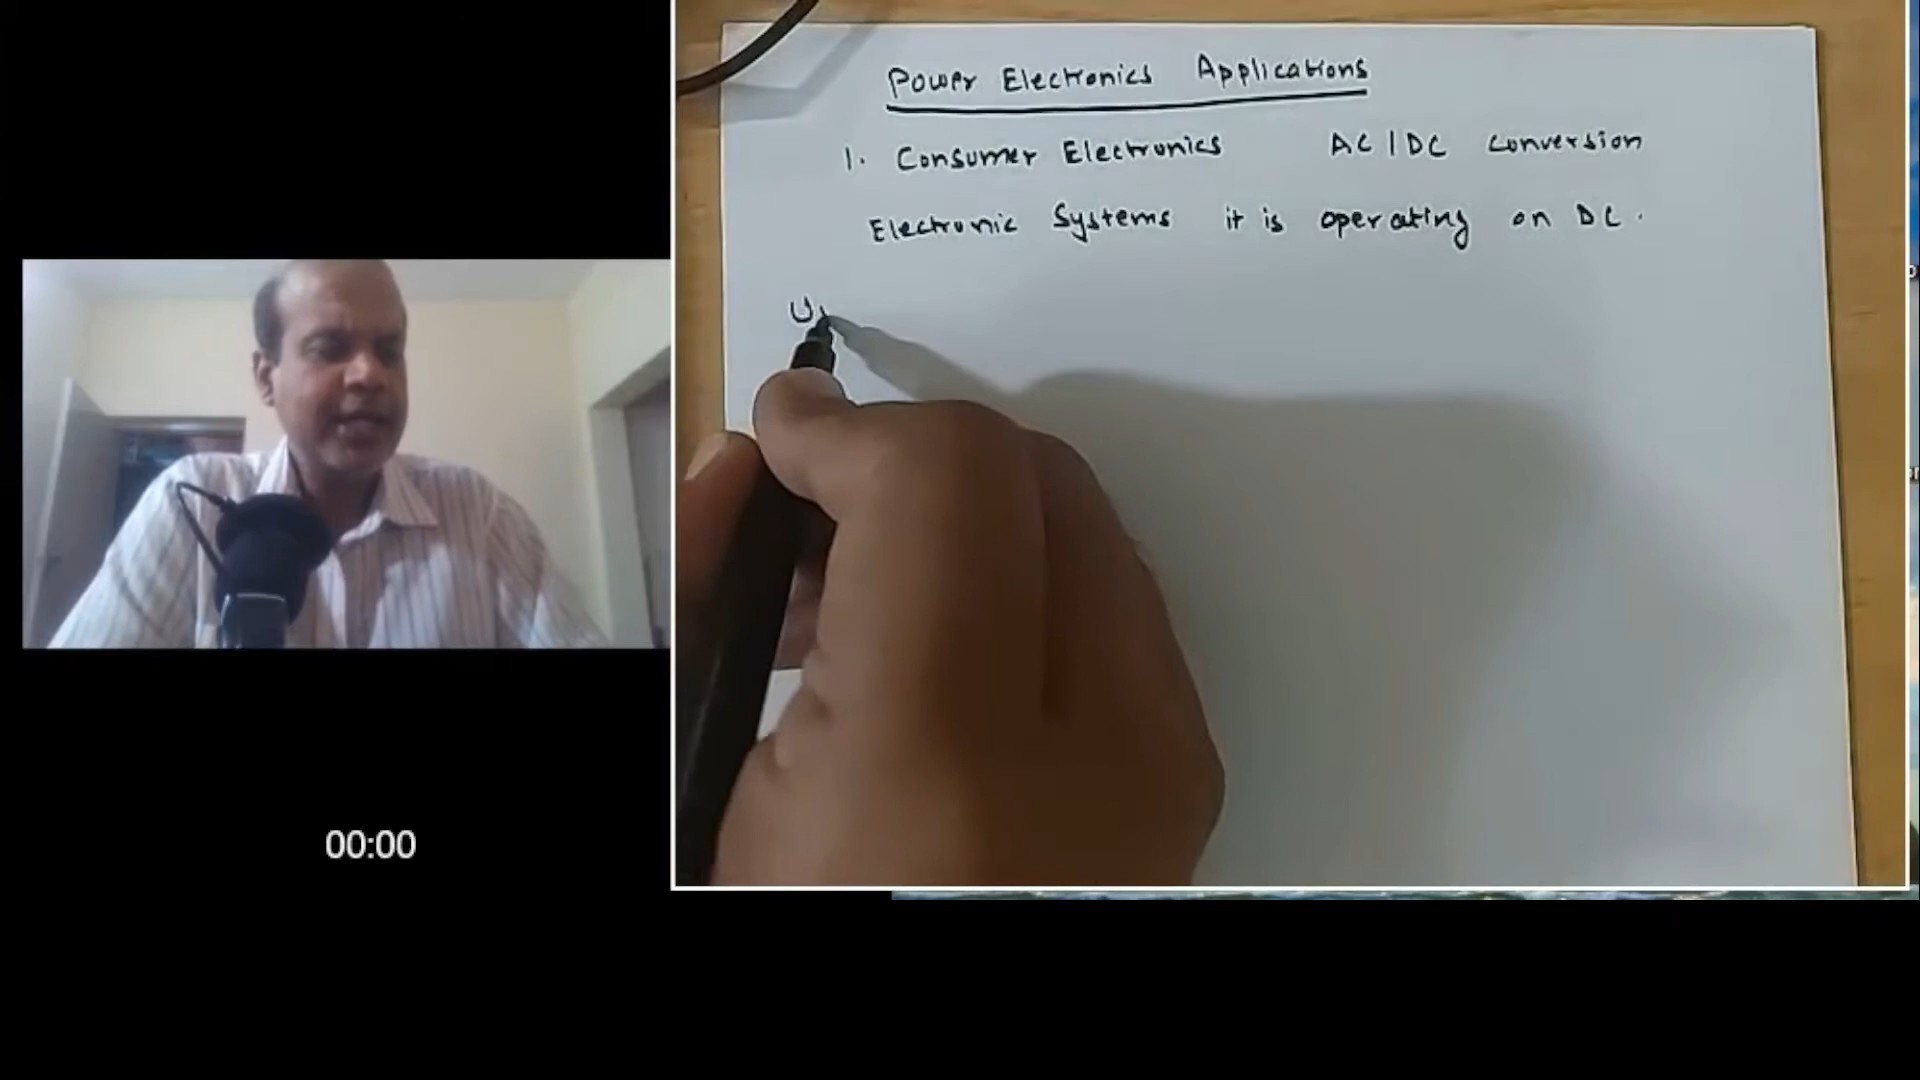 Power Electronics Applications
1. Consumer Electronics AC/DC conversion
Electronic Systems it is operating on DC.
00:00